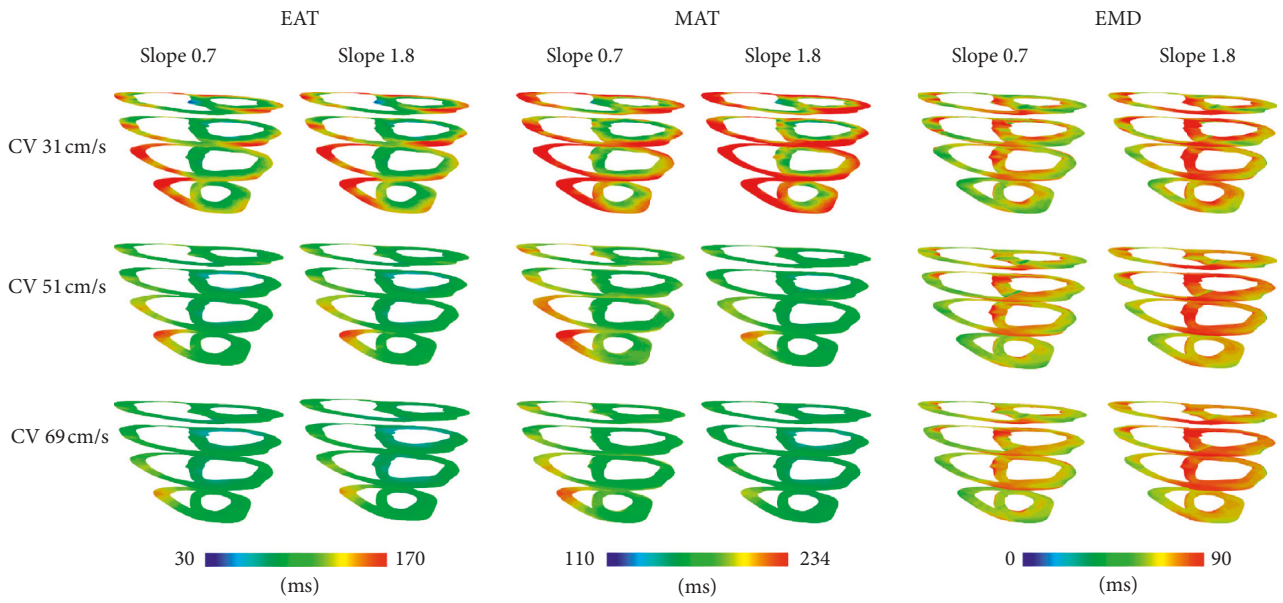 EAT MAT EMD
Slope 0.7 Slope 1.8 Slope 0.7 Slope 1.8 Slope 0.7 Slope 1.8
CV 31 cm/s
CV 51 cm/s
CV 69 cm/s
30 170 110 234 0 90
(ms) (ms) (ms)